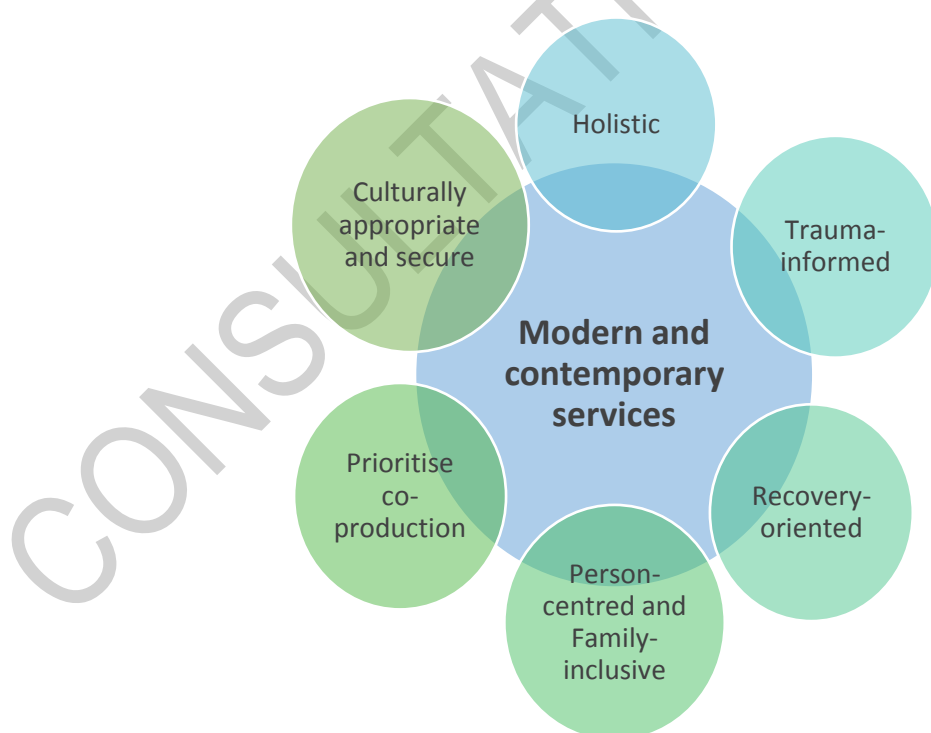 Holistic
Trauma-
informed
Recovery-
oriented
Person-
centred and
Family-
inclusive
Prioritise
co-
production
Culturally
appropriate
and secure
Modern and
contemporary
services
CONSULTATI